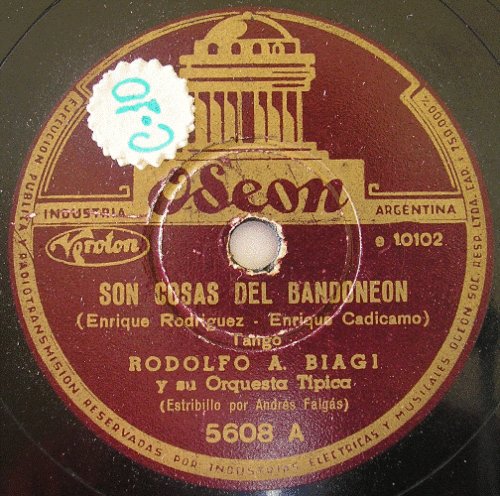 C-10
Odeon
INDUSTRIA ARGENTINA
Verolon
e 10102
SON COSAS DEL BANDONEON
(Enrique Rodriguez - Enrique Cadicamo)
Tango
RODOLFO A. BIAGI
y su Orquesta Tipica
(Estribillo por Andrés Falgás)
5608 A
EJECUCION PUBLICA Y RADIOTRANSMISION RESERVADAS POR INDUSTRIAS ELECTRICAS Y MUSICALES ODEON SOC. RESP. LTDA. CAP. $750.000%